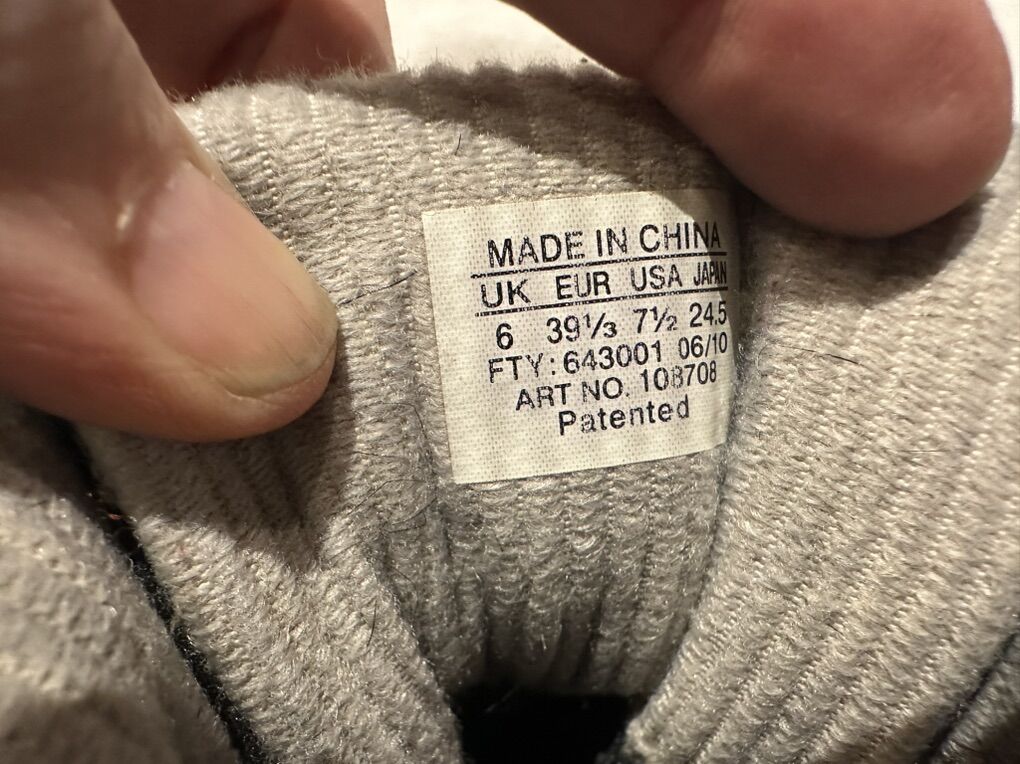 MADE IN CHINA
UK EUR USA JAPAN
6 39⅓ 7½ 24.5
FTY: 643001 06/10
ART NO. 108708
Patented